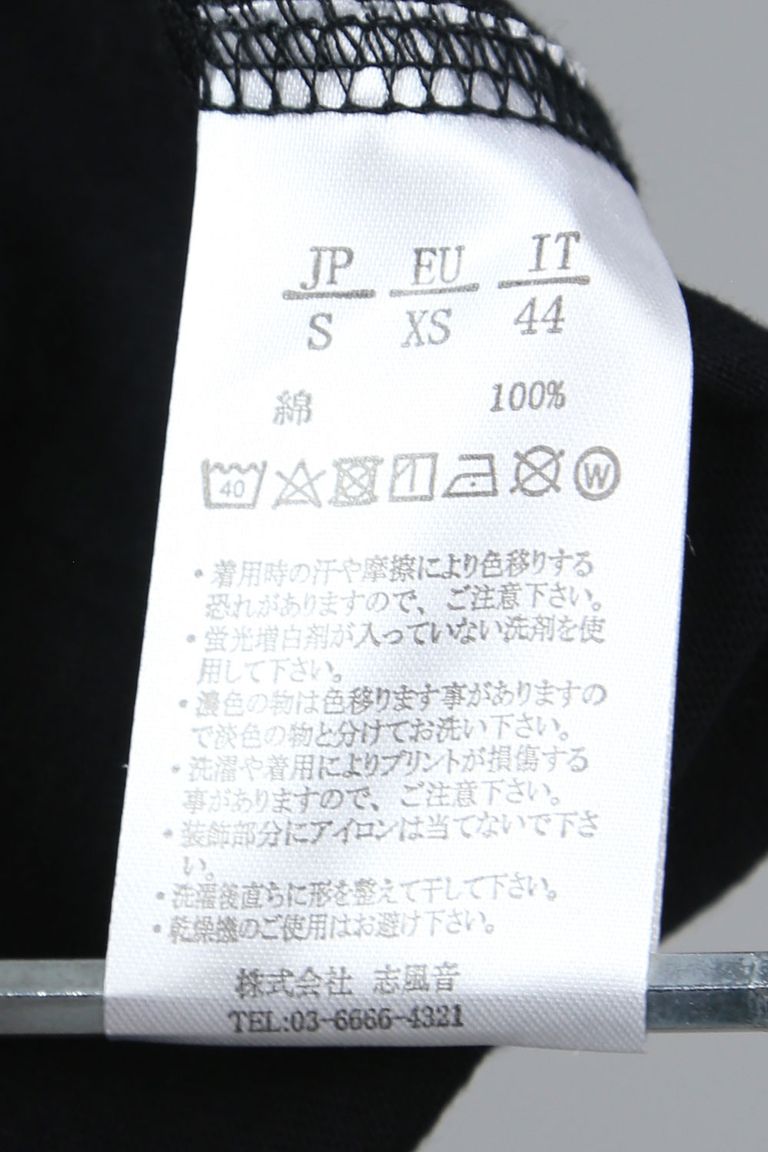 JP EU IT
S XS 44
綿 100%
40 W
・着用時の汗や摩擦により色移りする
恐れがありますので、ご注意下さい。
・蛍光増白剤が入っていない洗剤を使
用して下さい。
・濃色の物は色移ります事がありますの
で淡色の物と分けてお洗い下さい。
・洗濯や着用によりプリントが損傷する
事がありますので、ご注意下さい。
・装飾部分にアイロンは当てないで下さ
い。
・洗濯後直らに形を整えて干して下さい。
・乾燥機のご使用はお避け下さい。
株式会社 志風音
TEL:03-6666-4321